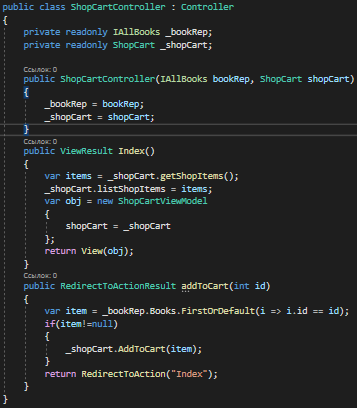 public class ShopCartController : Controller
{
private readonly IAllBooks _bookRep;
private readonly ShopCart _shopCart;
Ссылок: 0
public ShopCartController(IAllBooks bookRep, ShopCart shopCart)
{
_bookRep = bookRep;
_shopCart = shopCart;
}
Ссылок: 0
public ViewResult Index()
{
var items = _shopCart.getShopItems();
_shopCart.listShopItems = items;
var obj = new ShopCartViewModel
{
shopCart = _shopCart
};
return View(obj);
}
Ссылок: 0
public RedirectToActionResult addToCart(int id)
{
var item = _bookRep.Books.FirstOrDefault(i => i.id == id);
if(item!=null)
{
_shopCart.AddToCart(item);
}
return RedirectToAction("Index");
}
}